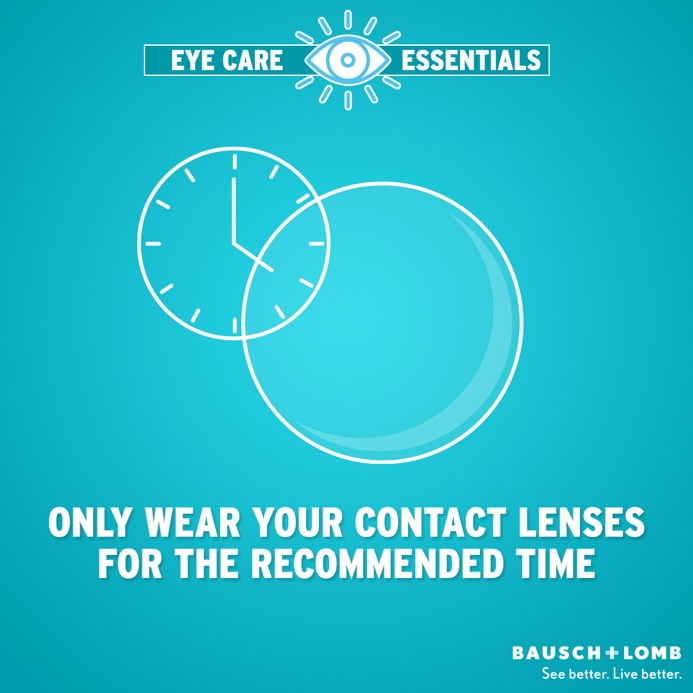 EYE CARE ESSENTIALS
ONLY WEAR YOUR CONTACT LENSES
FOR THE RECOMMENDED TIME
BAUSCH+LOMB
See better. Live better.